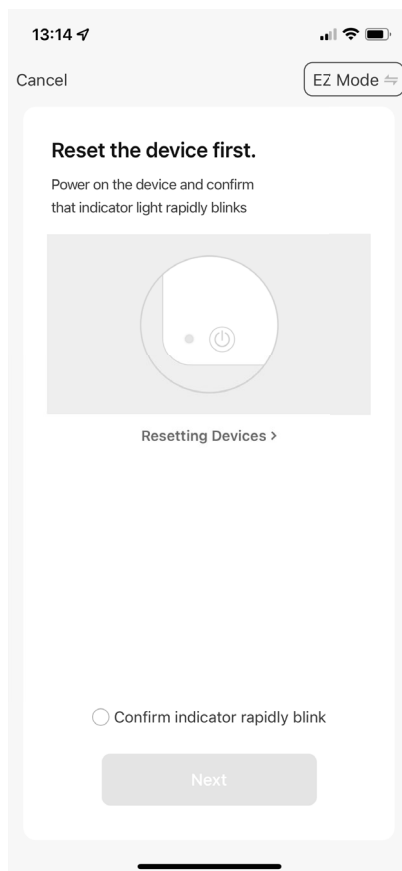 13:14
Cancel
EZ Mode
Reset the device first.
Power on the device and confirm
that indicator light rapidly blinks
Resetting Devices >
Confirm indicator rapidly blink
Next